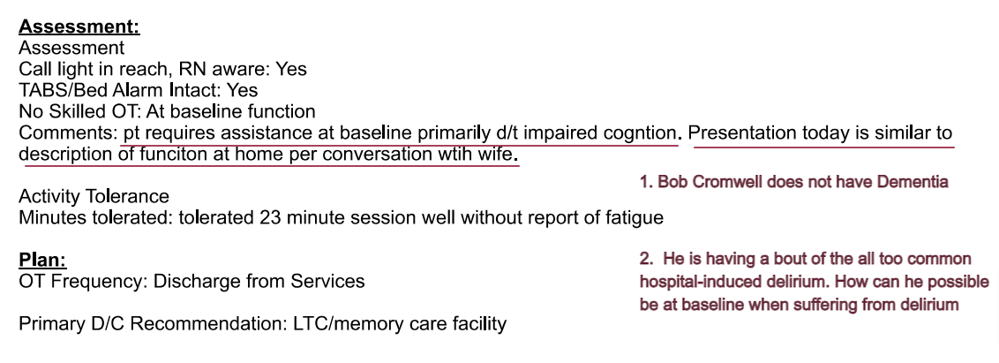 Assessment:
Assessment
Call light in reach, RN aware: Yes
TABS/Bed Alarm Intact: Yes
No Skilled OT: At baseline function
Comments: pt requires assistance at baseline primarily d/t impaired cogntion. Presentation today is similar to
description of funciton at home per conversation wtih wife.
1. Bob Cromwell does not have Dementia
Activity Tolerance
Minutes tolerated: tolerated 23 minute session well without report of fatigue
Plan:
OT Frequency: Discharge from Services
2. He is having a bout of the all too common
hospital-induced delirium. How can he possible
be at baseline when suffering from delirium
Primary D/C Recommendation: LTC/memory care facility